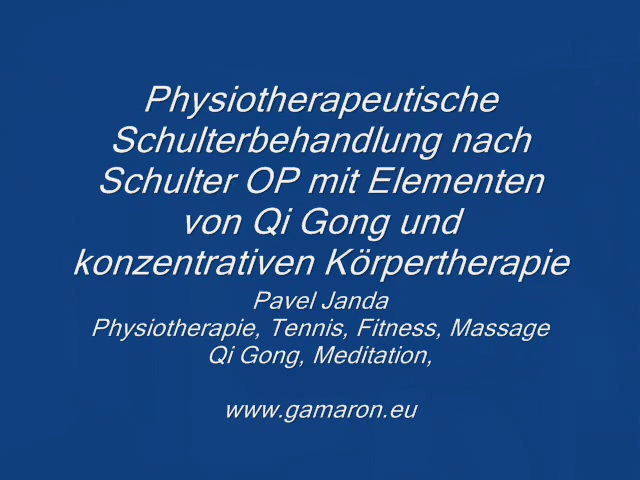 Physiotherapeutische
Schulterbehandlung nach
Schulter OP mit Elementen
von Qi Gong und
konzentrativen Körpertherapie
Pavel Janda
Physiotherapie, Tennis, Fitness, Massage
Qi Gong, Meditation,
www.gamaron.eu